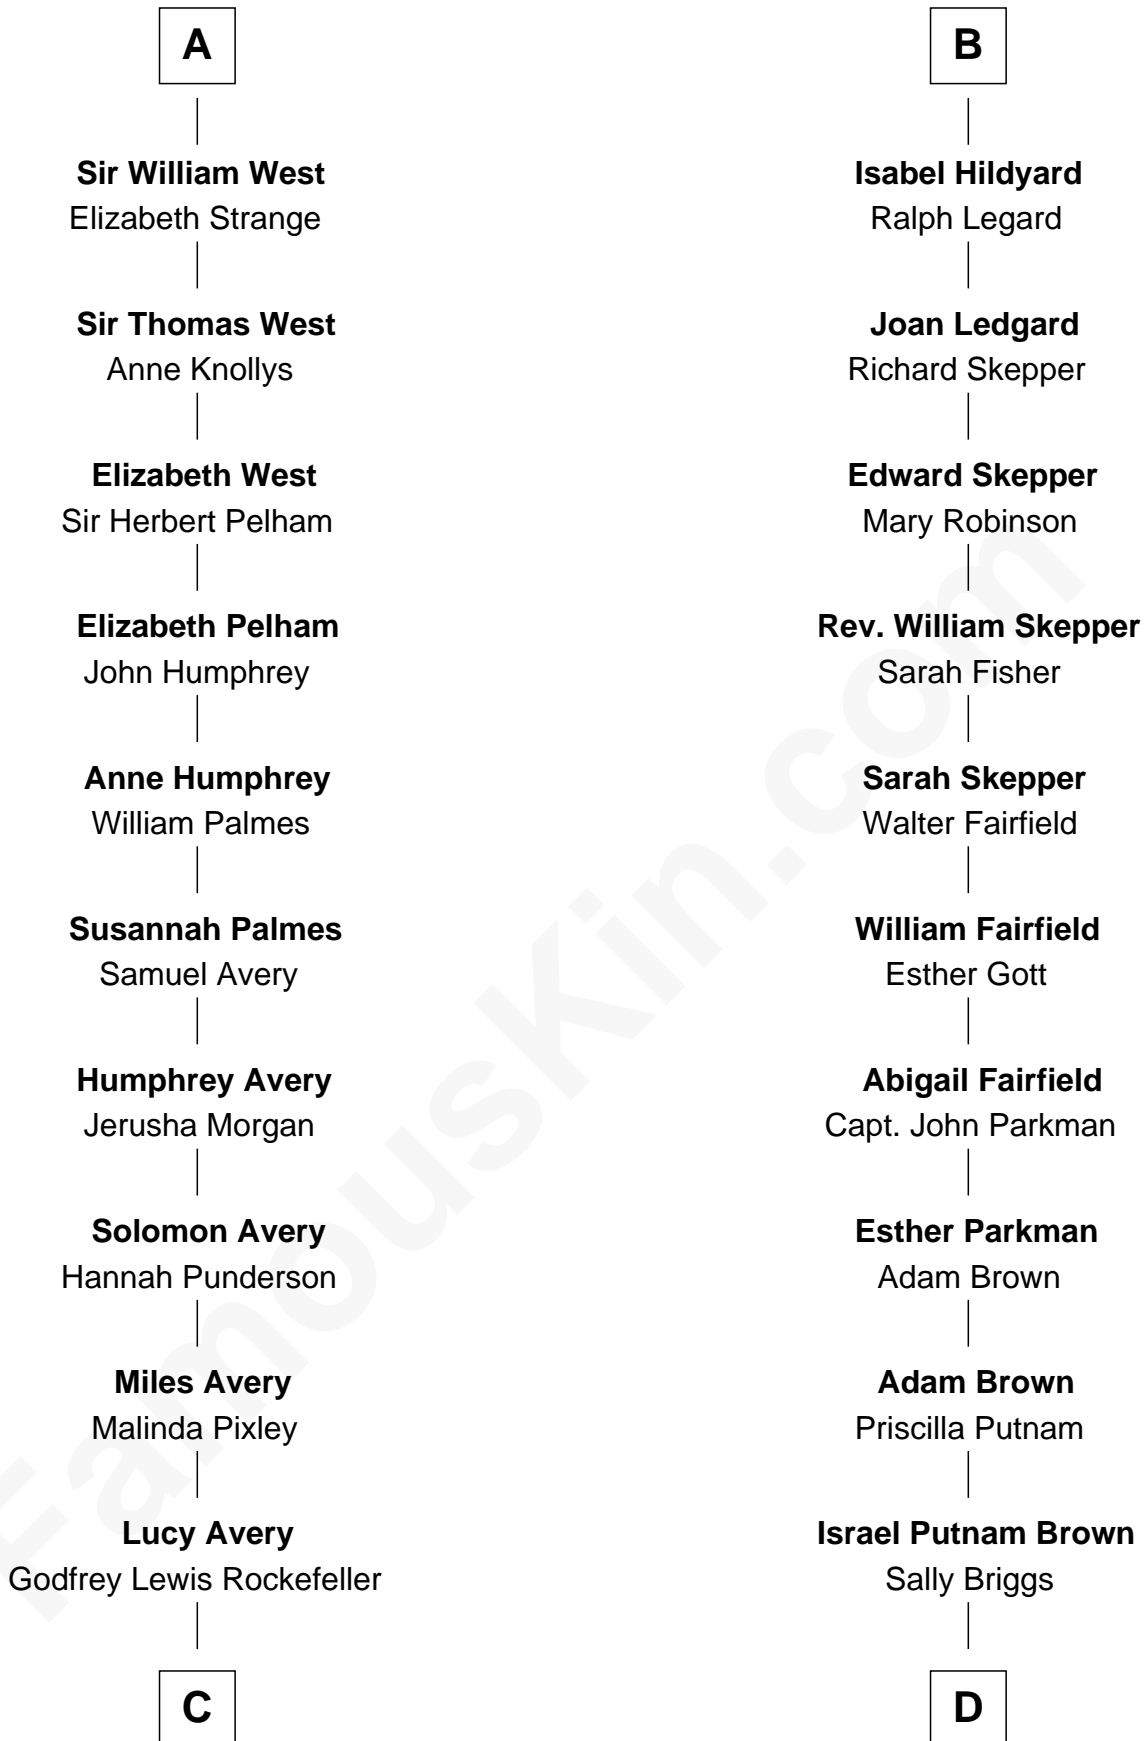 A
Sir William West
Elizabeth Strange
Sir Thomas West
Anne Knollys
Elizabeth West
Sir Herbert Pelham
Elizabeth Pelham
John Humphrey
Anne Humphrey
William Palmes
Susannah Palmes
Samuel Avery
Humphrey Avery
Jerusha Morgan
Solomon Avery
Hannah Punderson
Miles Avery
Malinda Pixley
Lucy Avery
Godfrey Lewis Rockefeller
C
B
Isabel Hildyard
Ralph Legard
Joan Ledgard
Richard Skepper
Edward Skepper
Mary Robinson
Rev. William Skepper
Sarah Fisher
Sarah Skepper
Walter Fairfield
William Fairfield
Esther Gott
Abigail Fairfield
Capt. John Parkman
Esther Parkman
Adam Brown
Adam Brown
Priscilla Putnam
Israel Putnam Brown
Sally Briggs
D
FamousKin.com